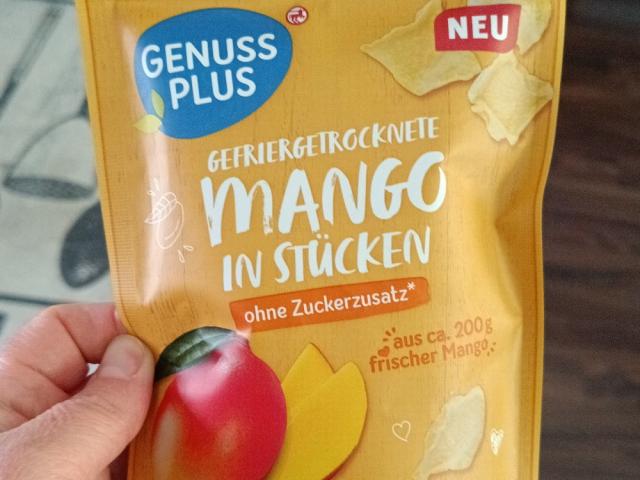 GENUSS
PLUS
NEU
GEFRIERGETROCKNETE
MANGO
IN STÜCKEN
ohne Zuckerzusatz*
aus ca. 200g
frischer Mango